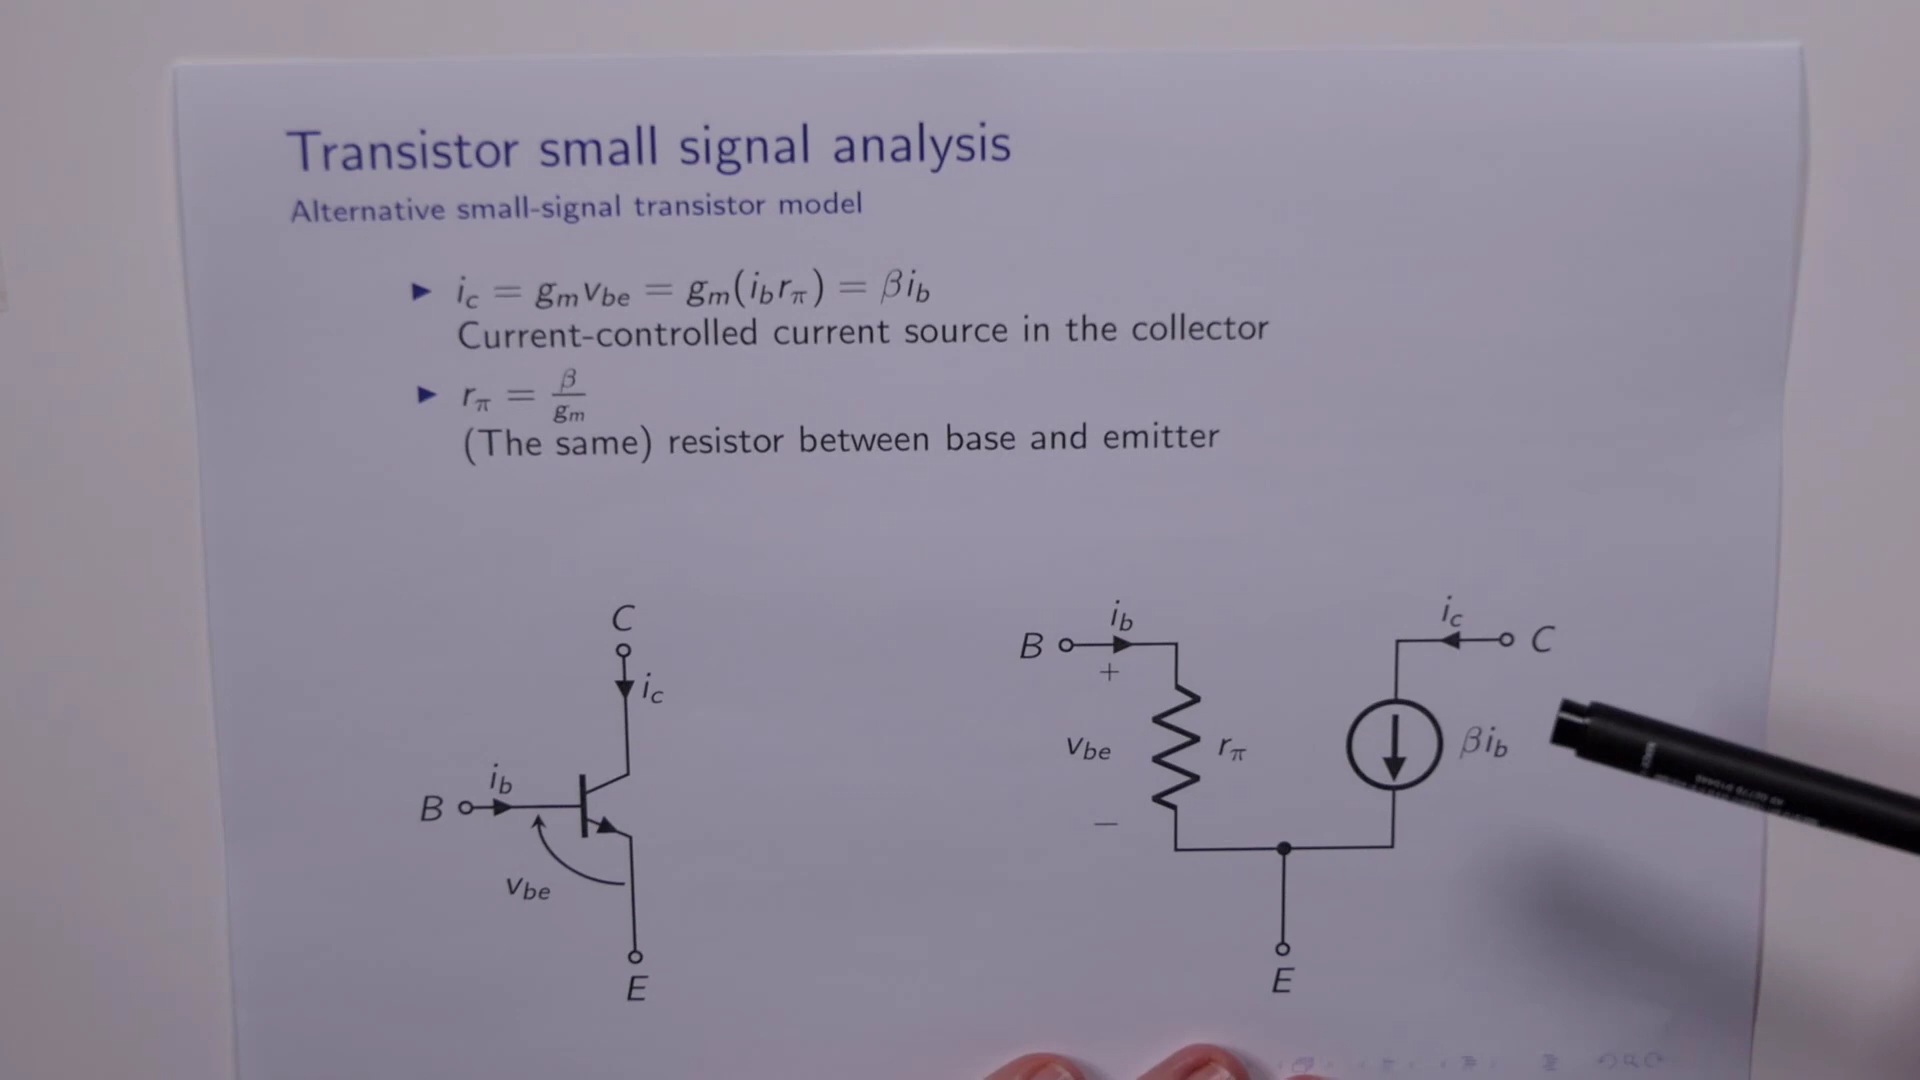 Transistor small signal analysis
Alternative small-signal transistor model
▶ i_c = g_m v_be = g_m(i_b r_π) = βi_b
Current-controlled current source in the collector
▶ r_π = β/g_m
(The same) resistor between base and emitter
C
i_c
i_b
B
v_be
E
i_b
B
+
v_be
r_π
−
i_c
C
βi_b
E